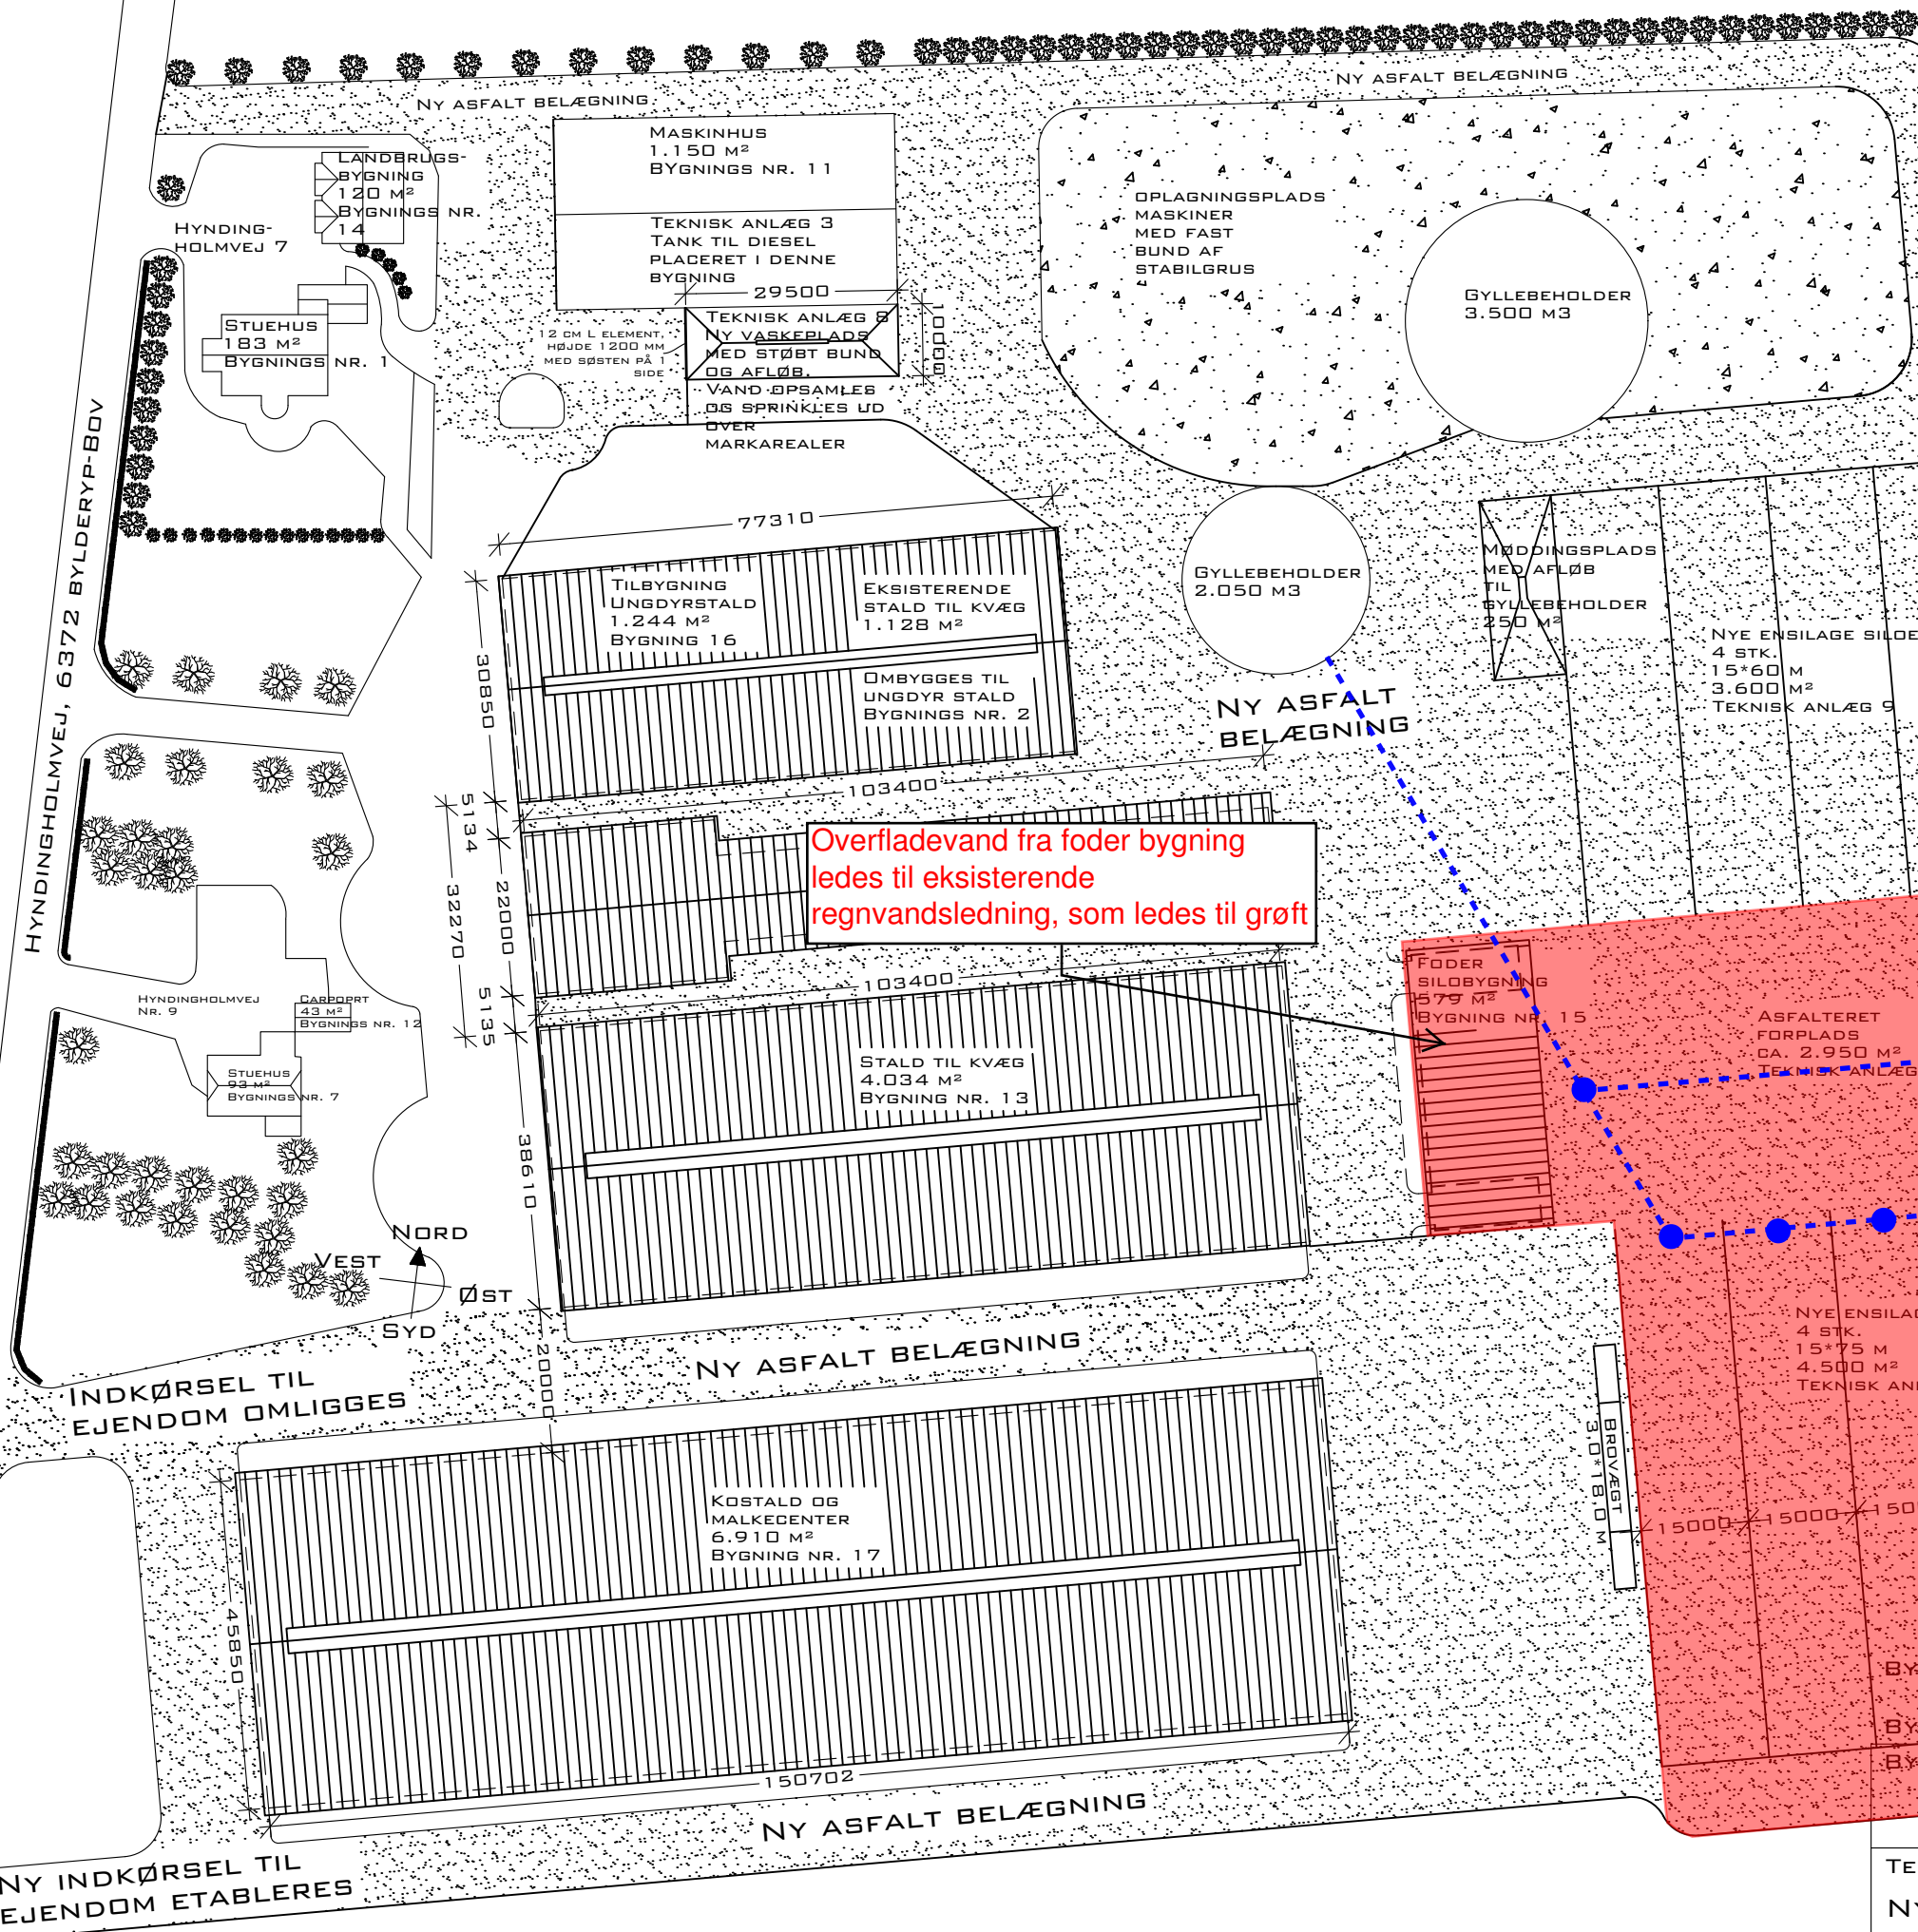 NY ASFALT BELÆGNING
NY ASFALT BELÆGNING
MASKINHUS
1.150 M²
BYGNINGS NR. 11
LANDBRUGS-
BYGNING
120 M²
BYGNINGS NR.
14
HYNDING-
HOLMVEJ 7
TEKNISK ANLÆG 3
TANK TIL DIESEL
PLACERET I DENNE
BYGNING
29500
10000
OPLAGNINGSPLADS
MASKINER
MED FAST
BUND AF
STABILGRUS
GYLLEBEHOLDER
3.500 M3
STUEHUS
183 M²
BYGNINGS NR. 1
12 CM L ELEMENT,
HØJDE 1200 MM
MED SØSTEN PÅ 1
SIDE
TEKNISK ANLÆG 8
NY VASKEPLADS
MED STØBT BUND
OG AFLØB.
VAND OPSAMLES
OG SPRINKLES UD
OVER
MARKAREALER
HYNDINGHOLMVEJ, 6372 BYLDERYP-BOV
77310
TILBYGNING
UNGDYRSTALD
1.244 M²
BYGNING 16
EKSISTERENDE
STALD TIL KVÆG
1.128 M²
OMBYGGES TIL
UNGDYR STALD
BYGNINGS NR. 2
30850
GYLLEBEHOLDER
2.050 M3
MØDDINGSPLADS
MED AFLØB
TIL
GYLLEBEHOLDER
250 M²
NYE ENSILAGE SILOE
4 STK.
15*60 M
3.600 M²
TEKNISK ANLÆG 9
NY ASFALT
BELÆGNING
103400
5134
32270
22000
5135
Overfladevand fra foder bygning
ledes til eksisterende
regnvandsledning, som ledes til grøft
103400
FODER
SILOBYGNING
579 M²
BYGNING NR. 15
ASFALTERET
FORPLADS
CA. 2.950 M²
TEKNISK ANLÆG
HYNDINGHOLMVEJ
NR. 9
CARPOPRT
43 M²
BYGNINGS NR. 12
STUEHUS
93 M²
BYGNINGS NR. 7
STALD TIL KVÆG
4.034 M²
BYGNING NR. 13
38610
NORD
VEST
ØST
SYD
20000
NY ASFALT BELÆGNING
INDKØRSEL TIL
EJENDOM OMLIGGES
NYE ENSILAG
4 STK.
15*75 M
4.500 M²
TEKNISK AN
BROVÆGT
3.0*18.0 M
15000
15000
150
KOSTALD OG
MALKECENTER
6.910 M²
BYGNING NR. 17
45850
150702
NY ASFALT BELÆGNING
BY
BY
BY
NY INDKØRSEL TIL
EJENDOM ETABLERES
TE
NY